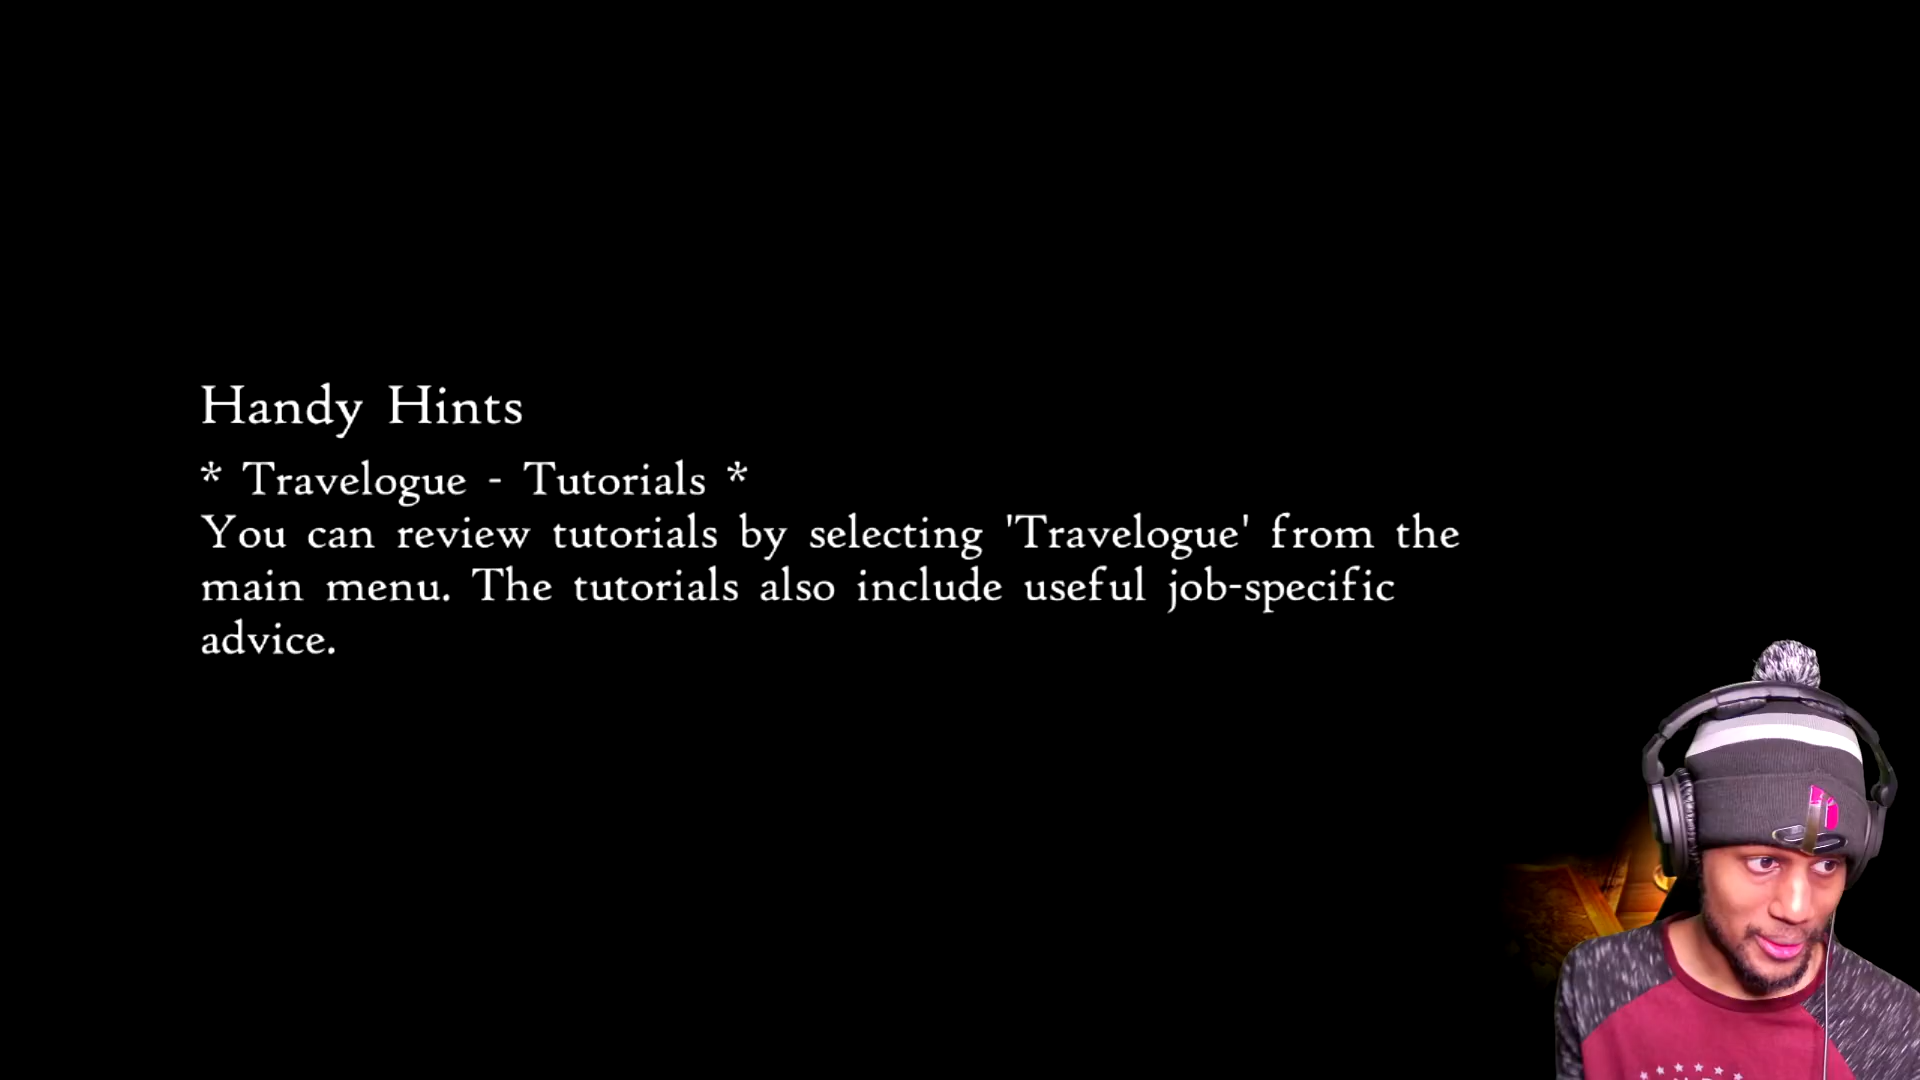 Handy Hints
* Travelogue - Tutorials *
You can review tutorials by selecting 'Travelogue' from the
main menu. The tutorials also include useful job-specific
advice.